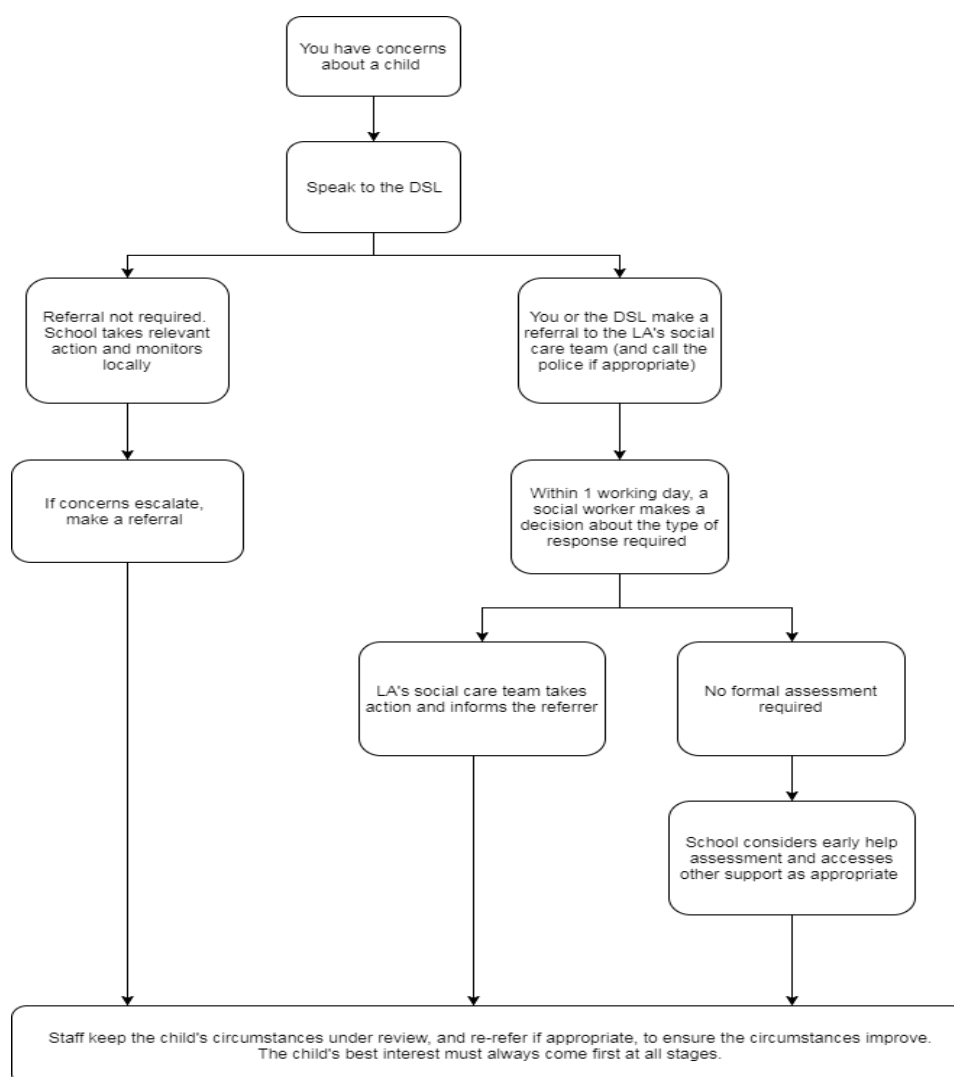 You have concerns
about a child
Speak to the DSL
Referral not required.
School takes relevant
action and monitors
locally
You or the DSL make a
referral to the LA's social
care team (and call the
police if appropriate)
If concerns escalate,
make a referral
Within 1 working day, a
social worker makes a
decision about the type of
response required
LA's social care team takes
action and informs the referrer
No formal assessment
required
School considers early help
assessment and accesses
other support as appropriate
Staff keep the child's circumstances under review, and re-refer if appropriate, to ensure the circumstances improve.
The child's best interest must always come first at all stages.